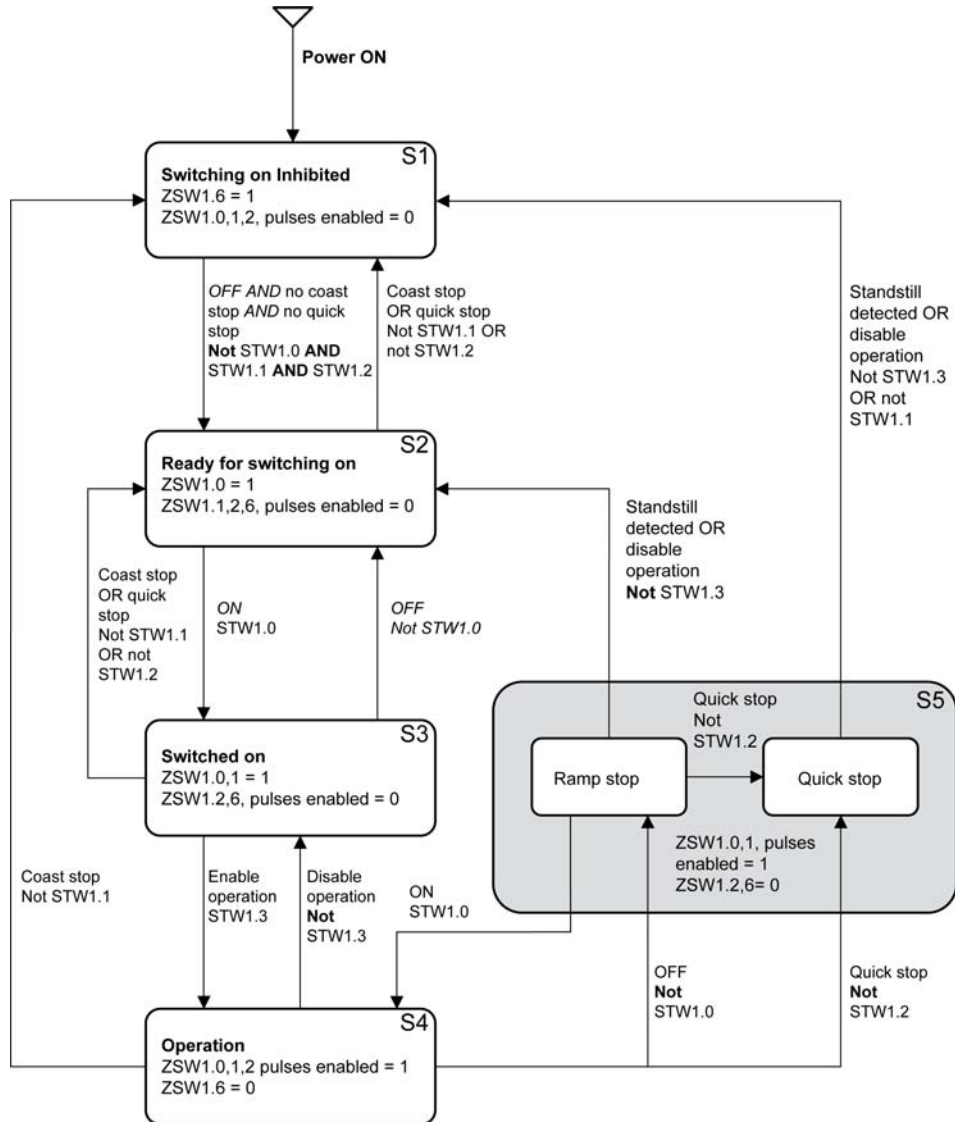 Power ON
S1
Switching on Inhibited
ZSW1.6 = 1
ZSW1.0,1,2, pulses enabled = 0
OFF AND no coast
stop AND no quick
stop
Not STW1.0 AND
STW1.1 AND STW1.2
Coast stop
OR quick stop
Not STW1.1 OR
not STW1.2
Standstill
detected OR
disable
operation
Not STW1.3
OR not
STW1.1
S2
Ready for switching on
ZSW1.0 = 1
ZSW1.1,2,6, pulses enabled = 0
Coast stop
OR quick
stop
Not STW1.1
OR not
STW1.2
ON
STW1.0
OFF
Not STW1.0
Standstill
detected OR
disable
operation
Not STW1.3
S3
Switched on
ZSW1.0,1 = 1
ZSW1.2,6, pulses enabled = 0
S5
Quick stop
Not
STW1.2
Ramp stop
Quick stop
ZSW1.0,1, pulses
enabled = 1
ZSW1.2,6= 0
Coast stop
Not STW1.1
Enable
operation
STW1.3
Disable
operation
Not
STW1.3
ON
STW1.0
OFF
Not
STW1.0
Quick stop
Not
STW1.2
S4
Operation
ZSW1.0,1,2 pulses enabled = 1
ZSW1.6 = 0